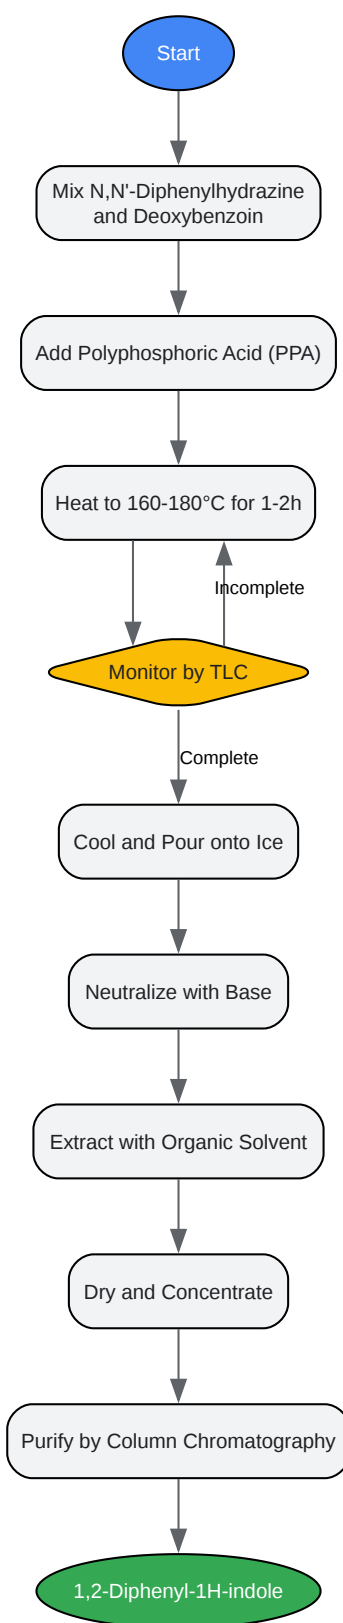 Start
Mix N,N'-Diphenylhydrazine
and Deoxybenzoin
Add Polyphosphoric Acid (PPA)
Heat to 160-180°C for 1-2h
Incomplete
Monitor by TLC
Complete
Cool and Pour onto Ice
Neutralize with Base
Extract with Organic Solvent
Dry and Concentrate
Purify by Column Chromatography
1,2-Diphenyl-1H-indole